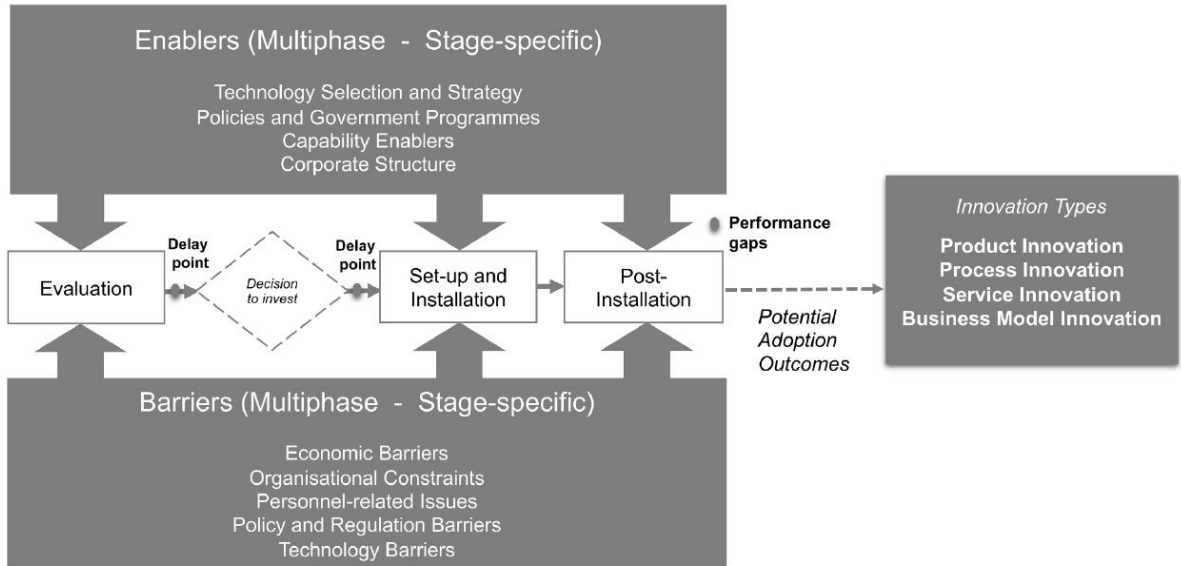 Enablers (Multiphase - Stage-specific)
Technology Selection and Strategy
Policies and Government Programmes
Capability Enablers
Corporate Structure
Evaluation
Delay
point
Decision
to invest
Delay
point
Set-up and
Installation
Post-
Installation
Performance
gaps
Potential
Adoption
Outcomes
Innovation Types
Product Innovation
Process Innovation
Service Innovation
Business Model Innovation
Barriers (Multiphase - Stage-specific)
Economic Barriers
Organisational Constraints
Personnel-related Issues
Policy and Regulation Barriers
Technology Barriers